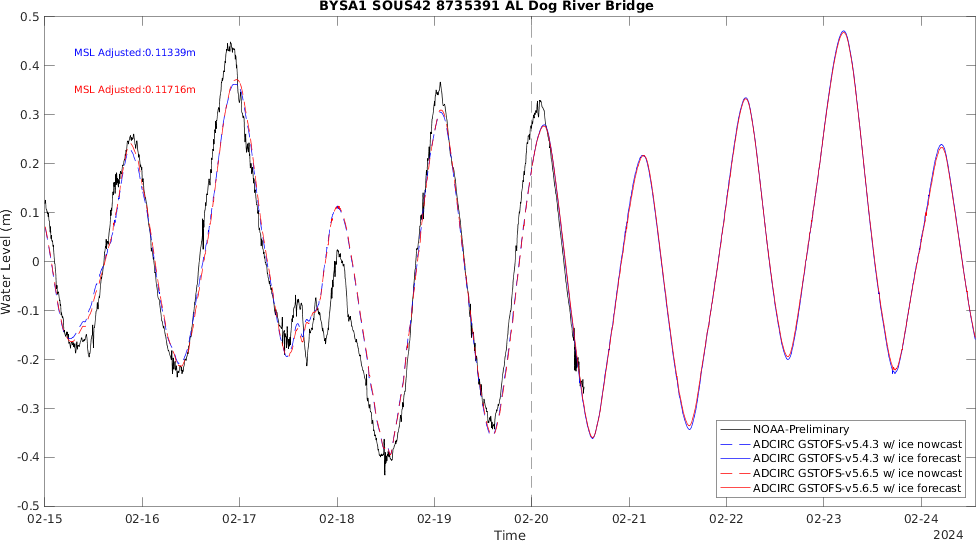 BYSA1 SOUS42 8735391 AL Dog River Bridge
MSL Adjusted:0.11339m
MSL Adjusted:0.11716m
Water Level (m)
0.5
0.4
0.3
0.2
0.1
0
-0.1
-0.2
-0.3
-0.4
-0.5
NOAA-Preliminary
ADCIRC GSTOFS-v5.4.3 w/ ice nowcast
ADCIRC GSTOFS-v5.4.3 w/ ice forecast
ADCIRC GSTOFS-v5.6.5 w/ ice nowcast
ADCIRC GSTOFS-v5.6.5 w/ ice forecast
02-15 02-16 02-17 02-18 02-19 02-20 02-21 02-22 02-23 02-24
Time
2024